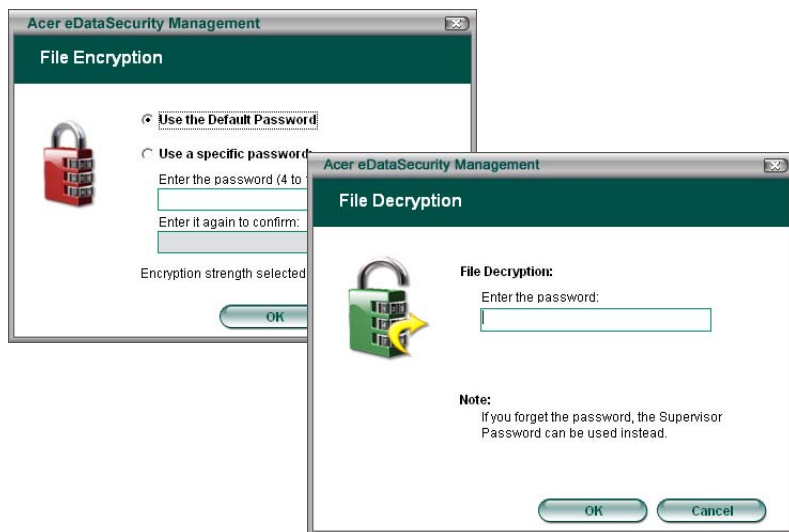 Acer eDataSecurity Management
File Encryption
Use the Default Password
Use a specific password:
Enter the password (4 to
Enter it again to confirm:
Encryption strength selected
OK
Acer eDataSecurity Management
File Decryption
File Decryption:
Enter the password:
Note:
If you forget the password, the Supervisor
Password can be used instead.
OK
Cancel